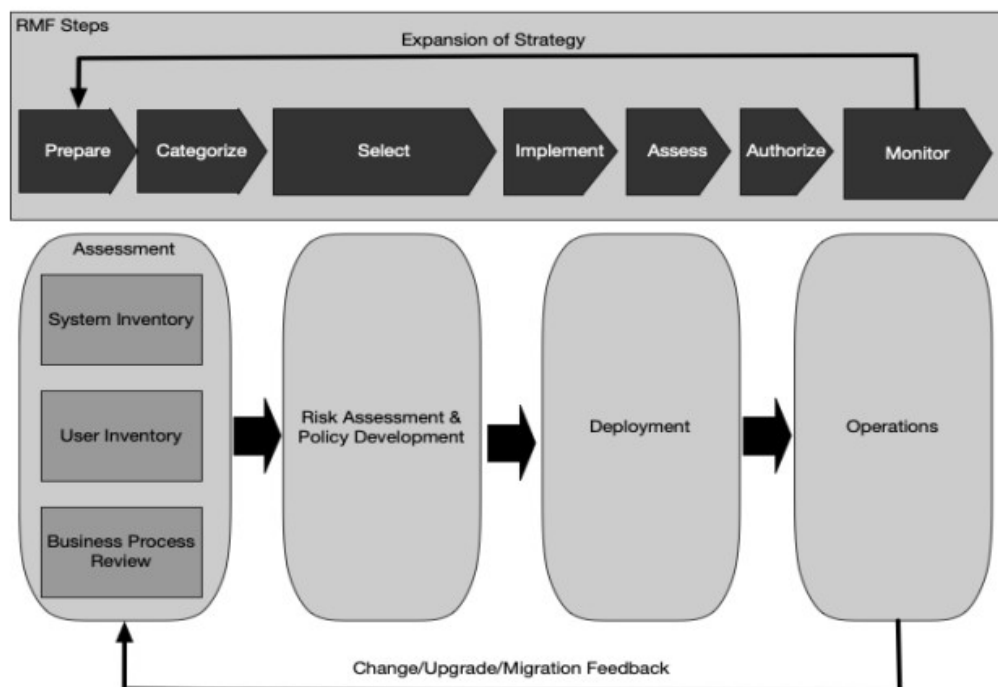 RMF Steps
Expansion of Strategy
Prepare
Categorize
Select
Implement
Assess
Authorize
Monitor
Assessment
System Inventory
User Inventory
Business Process
Review
Risk Assessment &
Policy Development
Deployment
Operations
Change/Upgrade/Migration Feedback